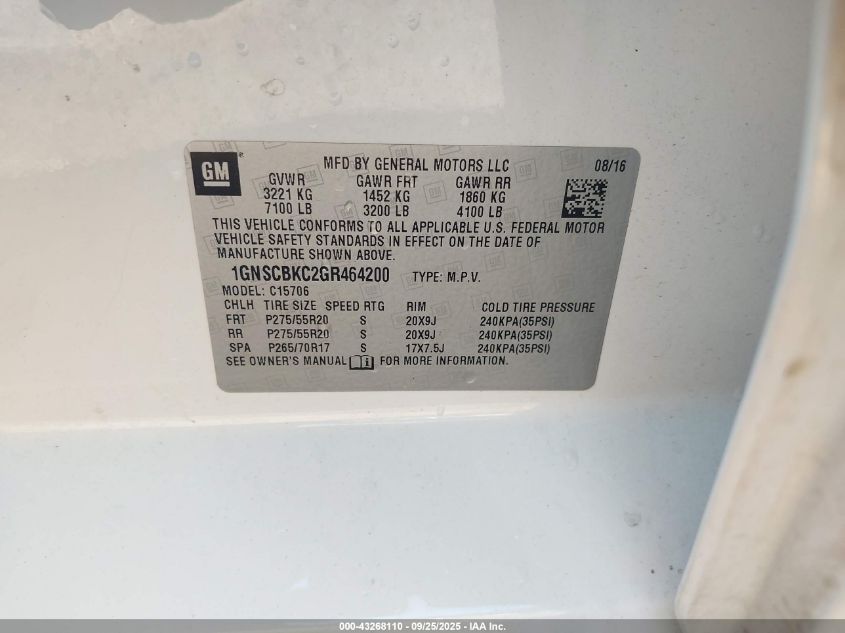 GM
MFD BY GENERAL MOTORS LLC 08/16
GVWR GAWR FRT GAWR RR
3221 KG 1452 KG 1860 KG
7100 LB 3200 LB 4100 LB
THIS VEHICLE CONFORMS TO ALL APPLICABLE U.S. FEDERAL MOTOR
VEHICLE SAFETY STANDARDS IN EFFECT ON THE DATE OF
MANUFACTURE SHOWN ABOVE.
1GNSCBKC2GR464200 TYPE: M.P.V.
MODEL: C15706
CHLH TIRE SIZE SPEED RTG RIM COLD TIRE PRESSURE
FRT P275/55R20 S 20X9J 240KPA(35PSI)
RR P275/55R20 S 20X9J 240KPA(35PSI)
SPA P265/70R17 S 17X7.5J 240KPA(35PSI)
SEE OWNER'S MANUAL i FOR MORE INFORMATION.
000-43268110 - 09/25/2025 - IAA Inc.